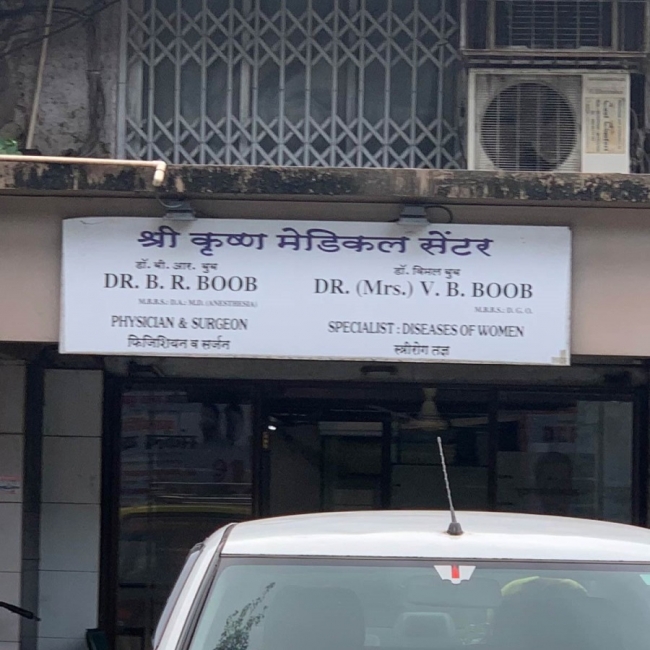 श्री कृष्ण मेडिकल सेंटर
डॉ. बी. आर. बुब
DR. B. R. BOOB
M.B.B.S.: D.A.: M.D. (ANESTHESIA)
PHYSICIAN & SURGEON
फिजिशियन व सर्जन
डॉ. विमल बुब
DR. (Mrs.) V. B. BOOB
M.B.B.S.: D. G. O.
SPECIALIST : DISEASES OF WOMEN
स्त्रीरोग तज्ञ